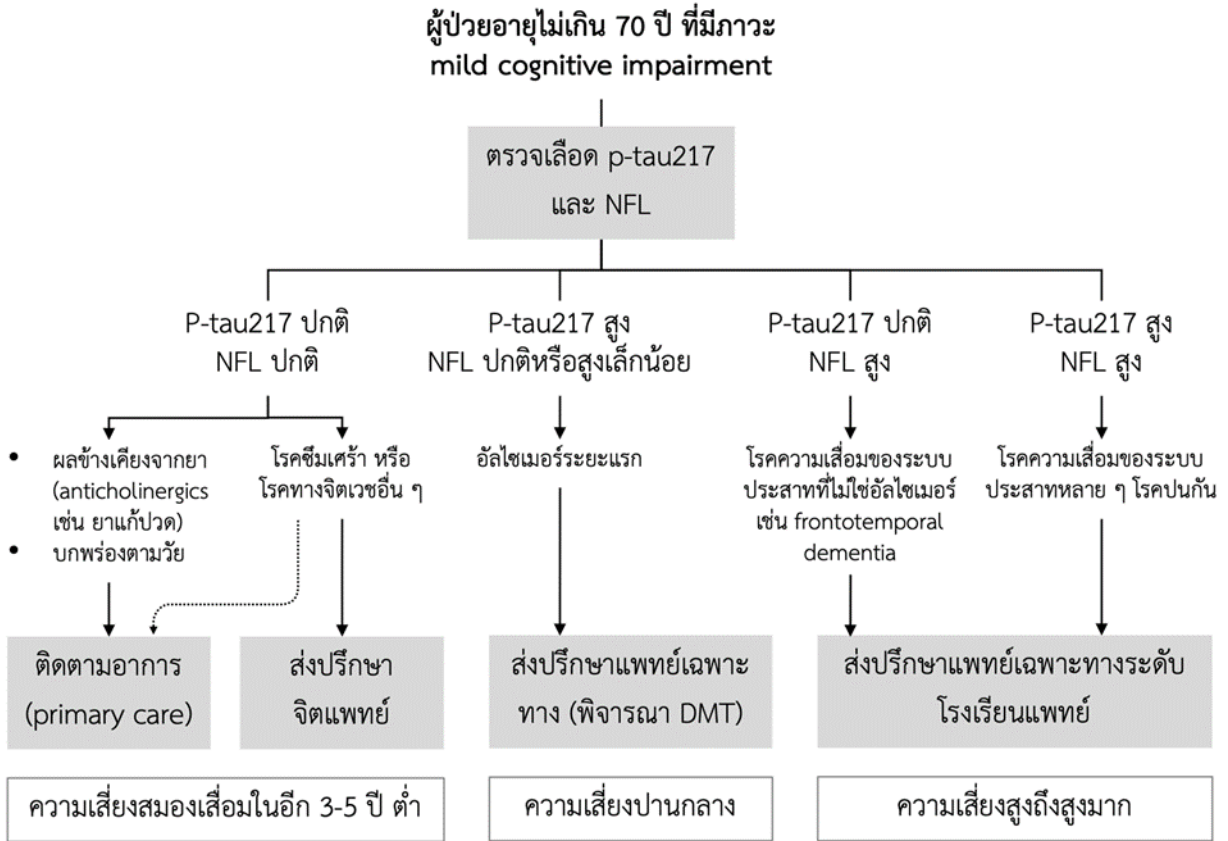 ผู้ป่วยอายุไม่เกิน 70 ปี ที่มีภาวะ
mild cognitive impairment
ตรวจเลือด p-tau217
และ NFL
P-tau217 ปกติ
NFL ปกติ
P-tau217 สูง
NFL ปกติหรือสูงเล็กน้อย
P-tau217 ปกติ
NFL สูง
P-tau217 สูง
NFL สูง
• ผลข้างเคียงจากยา
(anticholinergics
เช่น ยาแก้ปวด)
• บกพร่องตามวัย
โรคซึมเศร้า หรือ
โรคทางจิตเวชอื่น ๆ
อัลไซเมอร์ระยะแรก
โรคความเสื่อมของระบบ
ประสาทที่ไม่ใช่อัลไซเมอร์
เช่น frontotemporal
dementia
โรคความเสื่อมของระบบ
ประสาทหลาย ๆ โรคปนกัน
ติดตามอาการ
(primary care)
ส่งปรึกษา
จิตแพทย์
ส่งปรึกษาแพทย์เฉพาะ
ทาง (พิจารณา DMT)
ส่งปรึกษาแพทย์เฉพาะทางระดับ
โรงเรียนแพทย์
ความเสี่ยงสมองเสื่อมในอีก 3-5 ปี ต่ำ
ความเสี่ยงปานกลาง
ความเสี่ยงสูงถึงสูงมาก